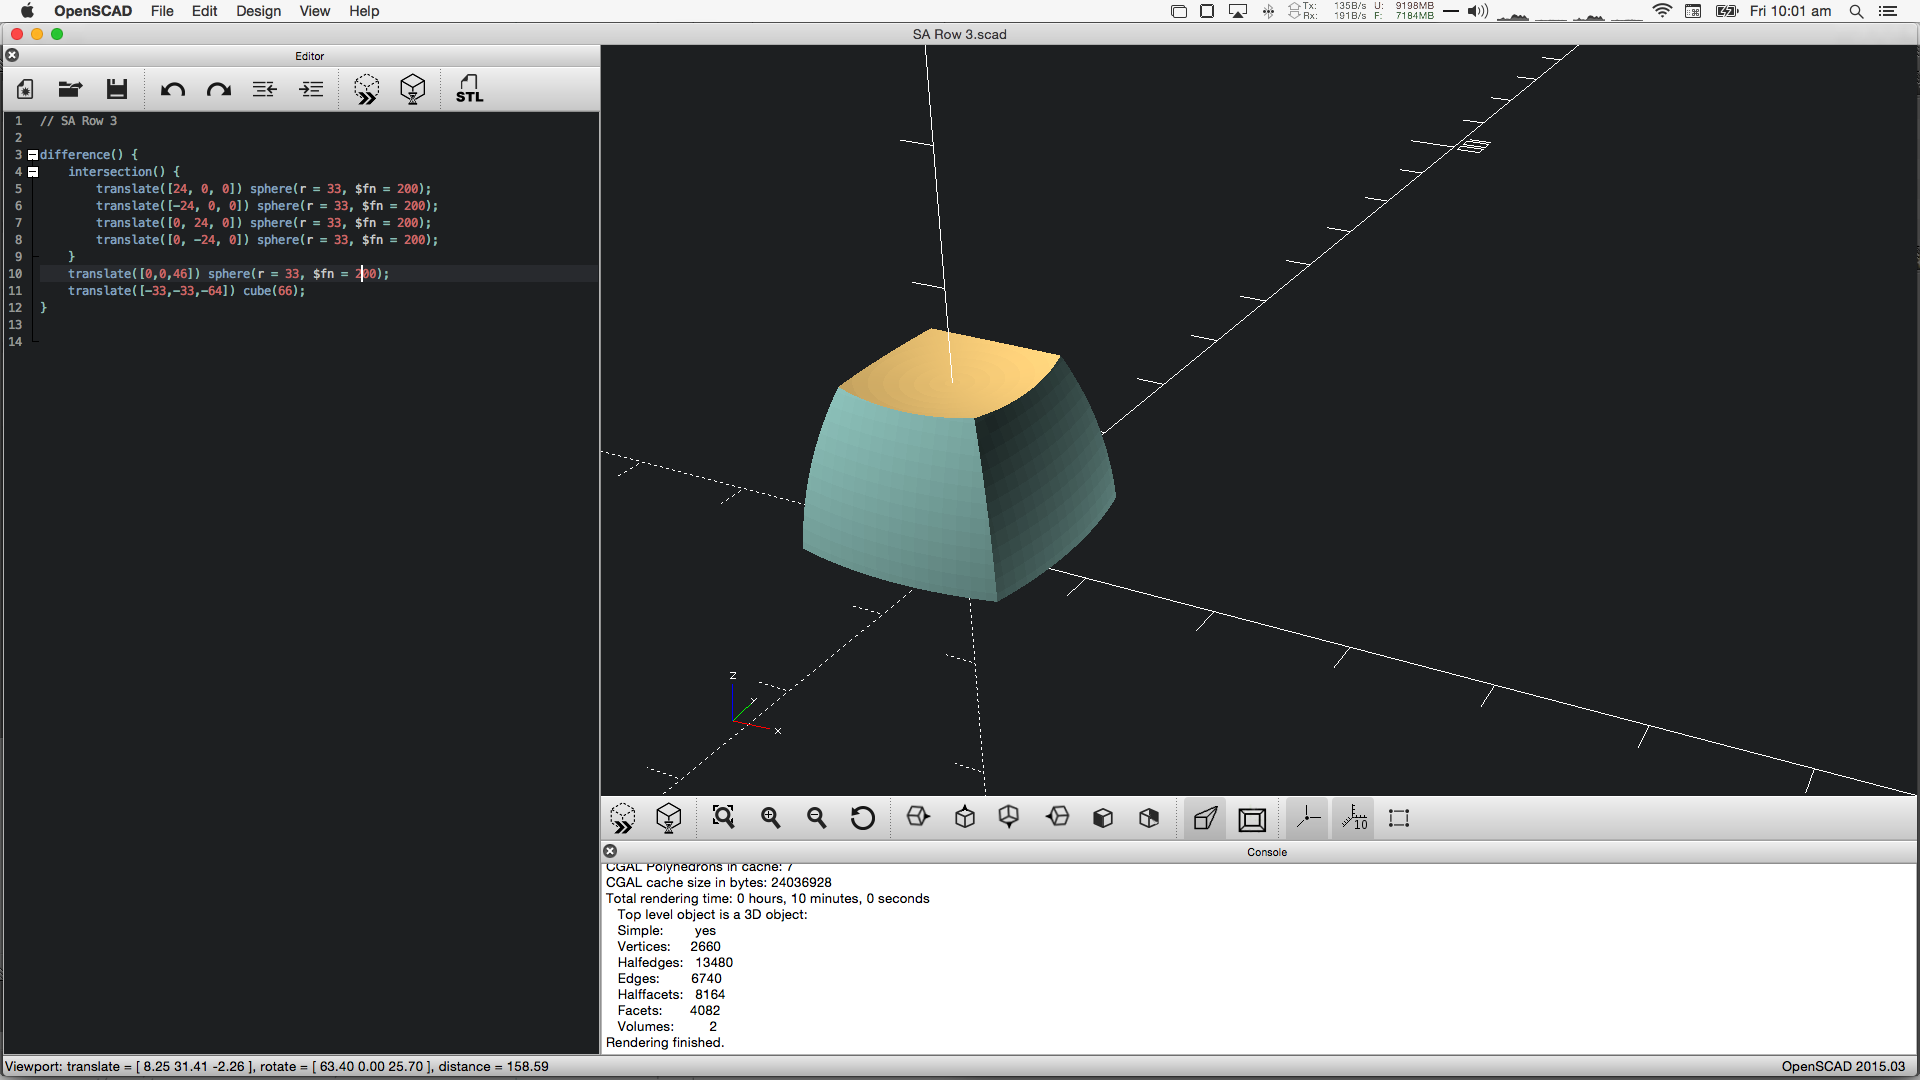 OpenSCAD File Edit Design View Help
Tx: 135B/s U: 9198MB
Rx: 191B/s F: 7184MB
Fri 10:01 am
SA Row 3.scad
Editor
STL
1 // SA Row 3
2
3 difference() {
4 intersection() {
5 translate([24, 0, 0]) sphere(r = 33, $fn = 200);
6 translate([-24, 0, 0]) sphere(r = 33, $fn = 200);
7 translate([0, 24, 0]) sphere(r = 33, $fn = 200);
8 translate([0, -24, 0]) sphere(r = 33, $fn = 200);
9 }
10 translate([0,0,46]) sphere(r = 33, $fn = 200);
11 translate([-33,-33,-64]) cube(66);
12 }
13
14
z
y
x
10
Console
CGAL Polyhedrons in cache: 7
CGAL cache size in bytes: 24036928
Total rendering time: 0 hours, 10 minutes, 0 seconds
Top level object is a 3D object:
Simple: yes
Vertices: 2660
Halfedges: 13480
Edges: 6740
Halffacets: 8164
Facets: 4082
Volumes: 2
Rendering finished.
Viewport: translate = [ 8.25 31.41 -2.26 ], rotate = [ 63.40 0.00 25.70 ], distance = 158.59
OpenSCAD 2015.03